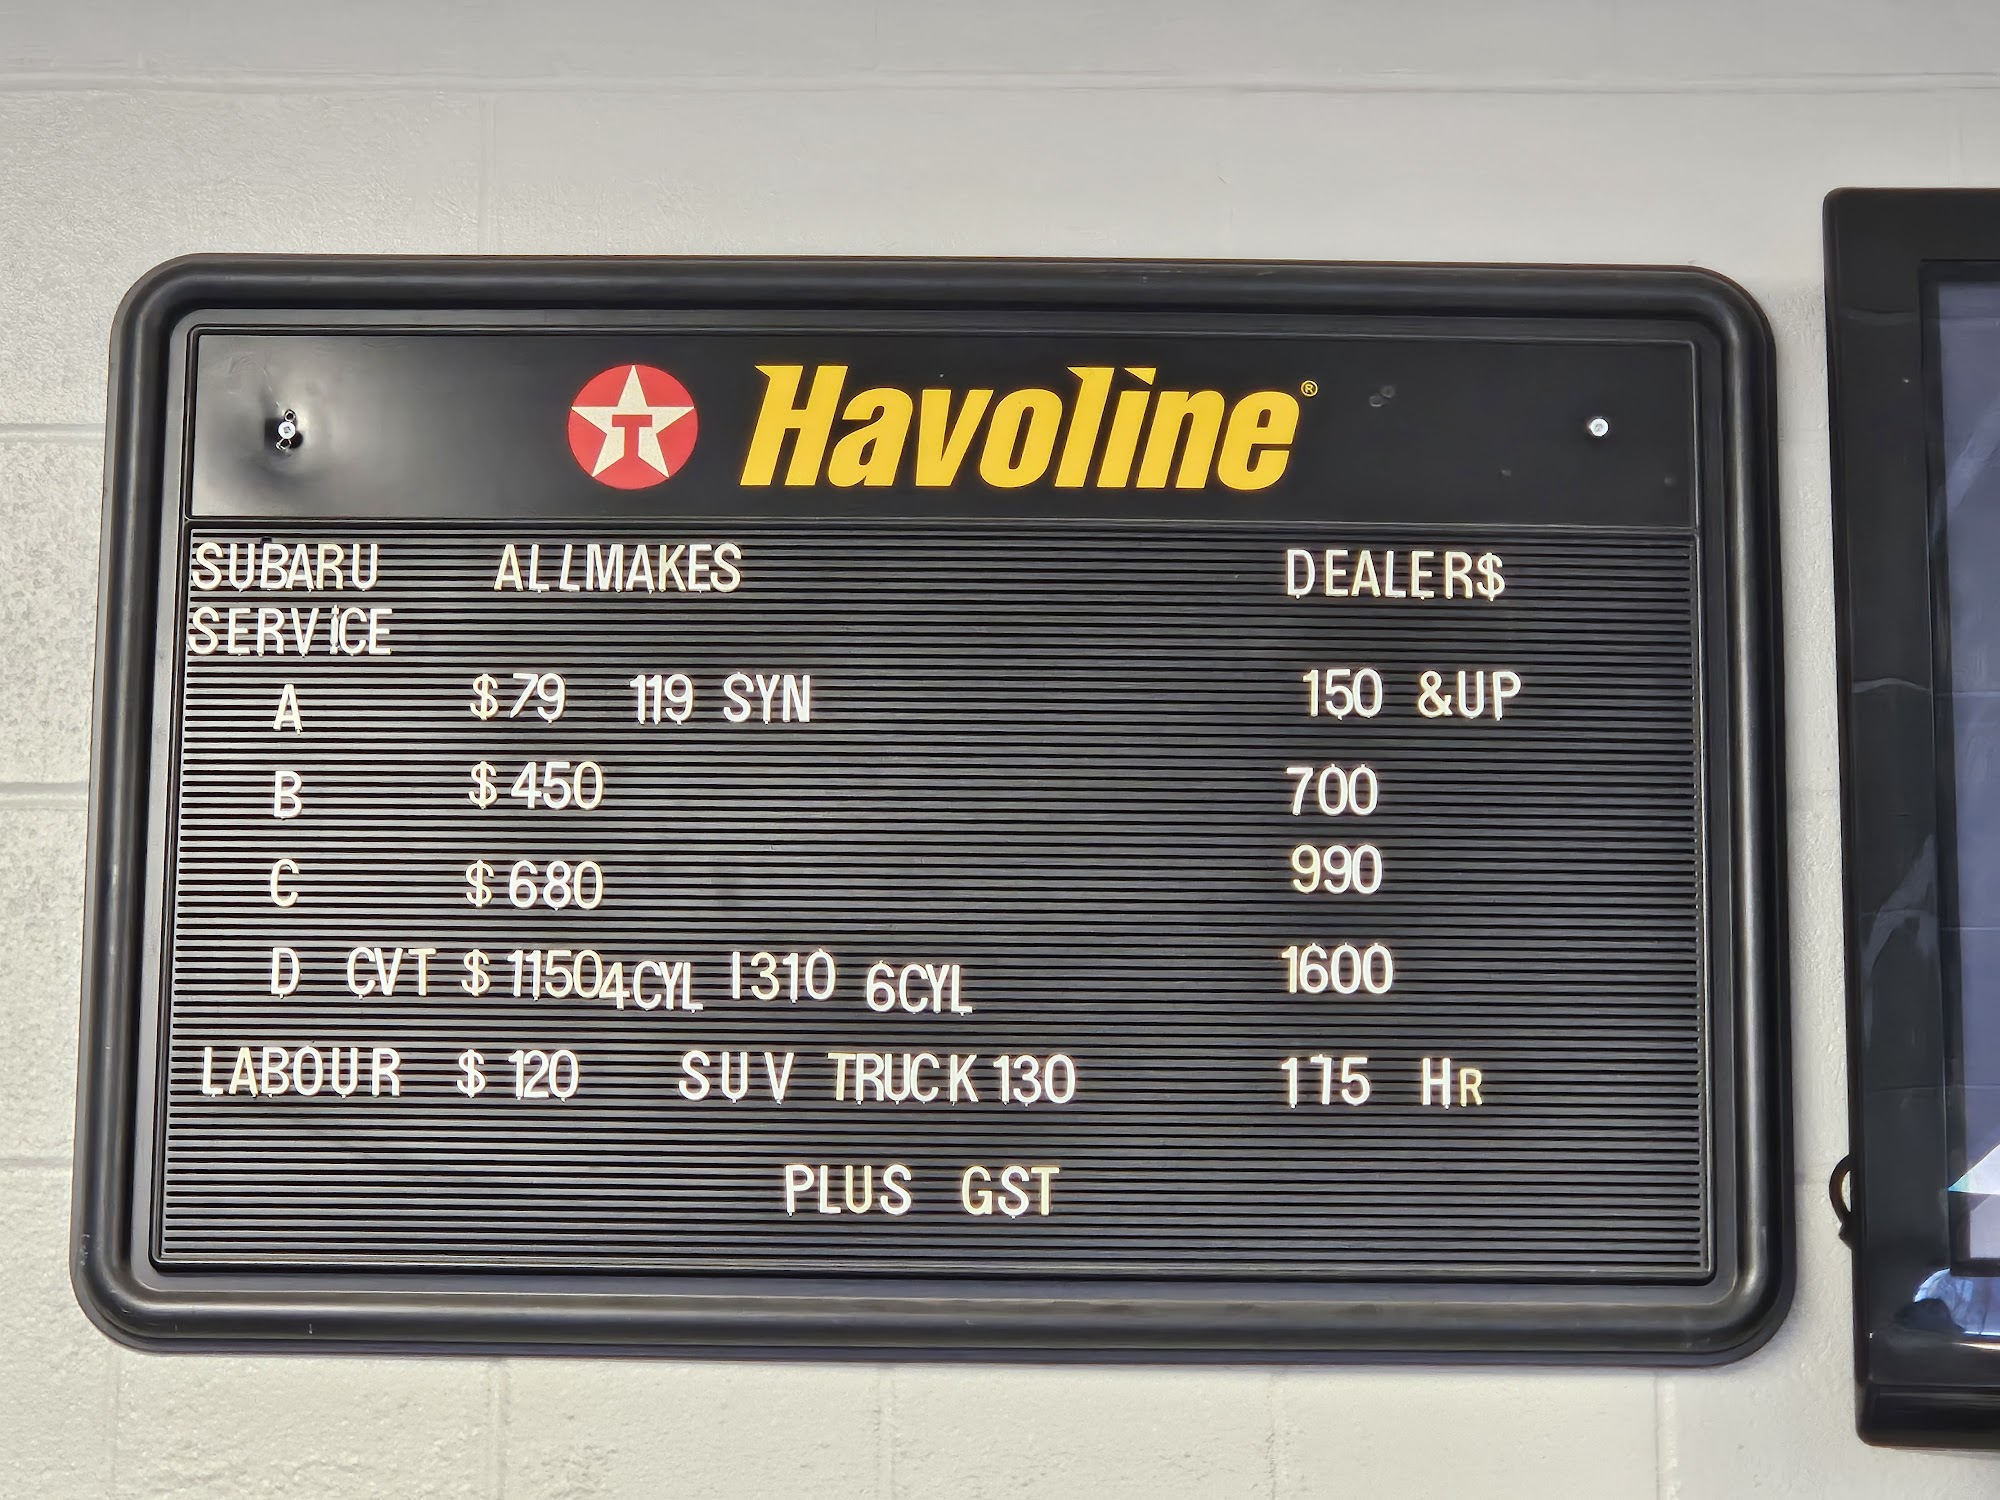 T Havoline®
SUBARU ALLMAKES DEALER$
SERVICE
A $79 119 SYN 150 &UP
B $450 700
C $680 990
D CVT $1150 4CYL 1310 6CYL 1600
LABOUR $120 SUV TRUCK 130 175 HR
PLUS GST